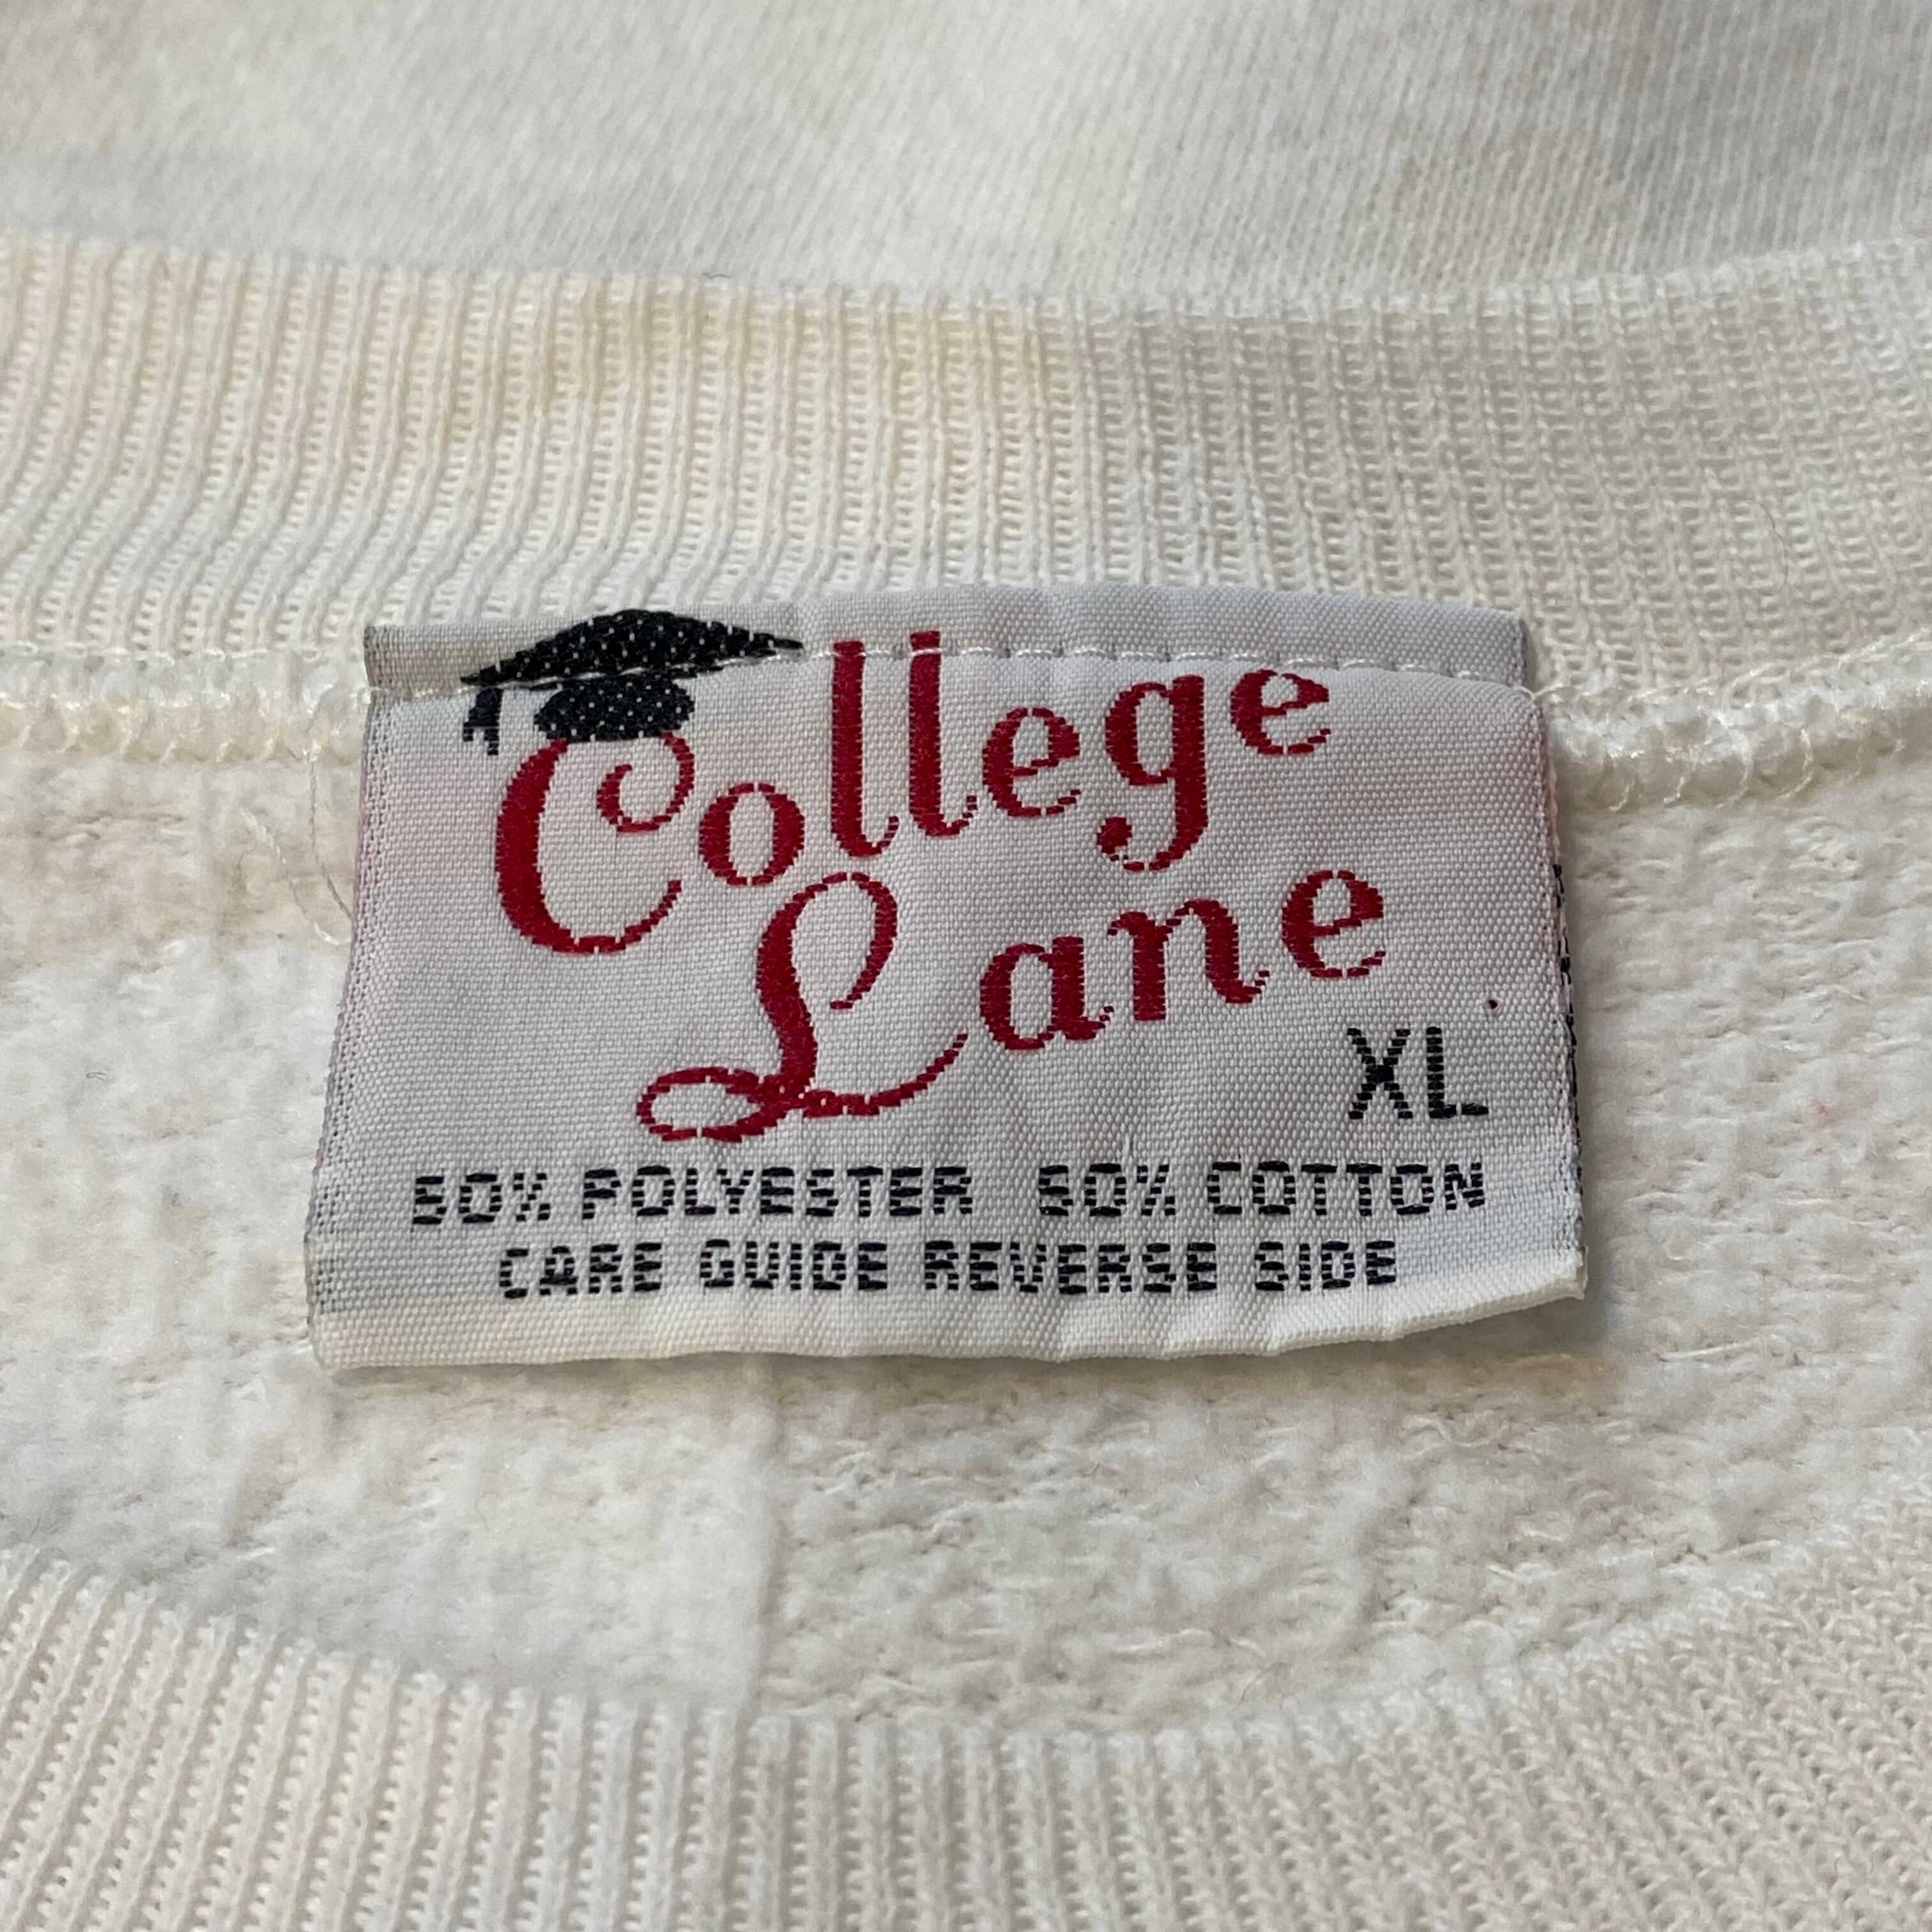 College
Lane
XL
50% POLYESTER 50% COTTON
CARE GUIDE REVERSE SIDE